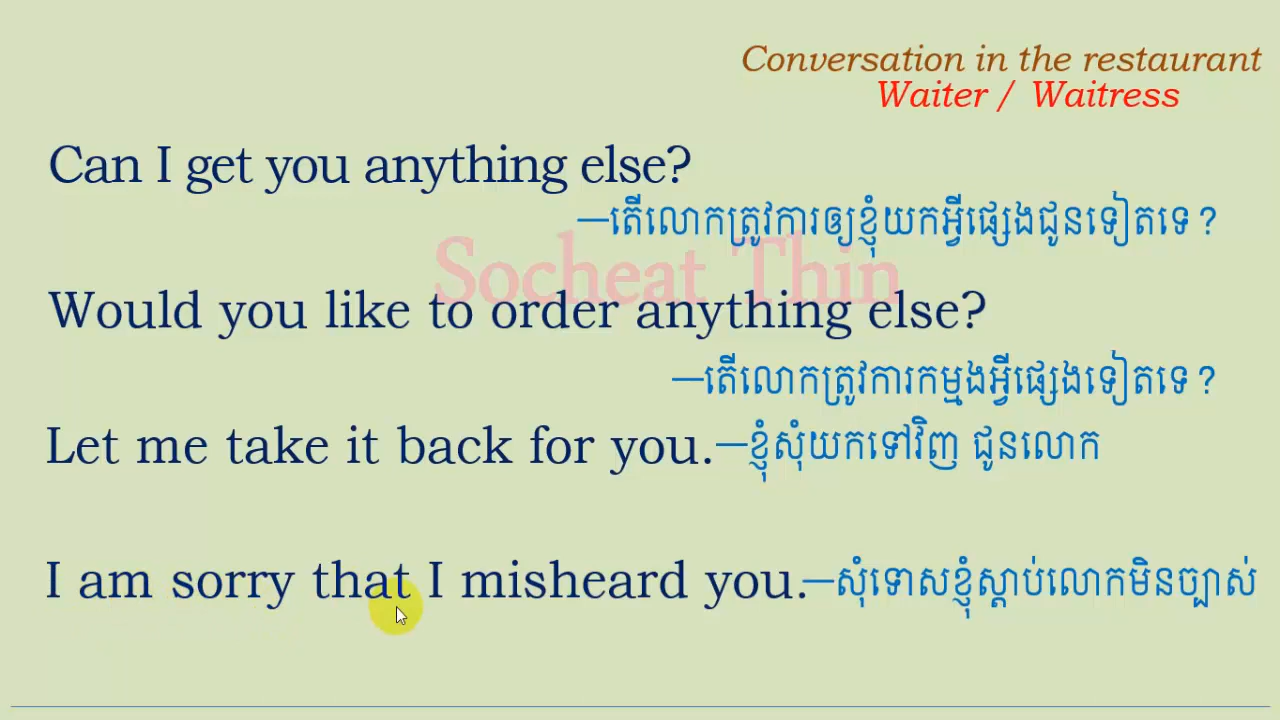 Conversation in the restaurant
Waiter / Waitress
Can I get you anything else?
—តើលោកត្រូវការឲ្យខ្ញុំយកអ្វីផ្សេងជូនទៀតទេ?
Socheat Thin
Would you like to order anything else?
—តើលោកត្រូវការកម្មងអ្វីផ្សេងទៀតទេ?
Let me take it back for you.—ខ្ញុំសុំយកទៅវិញ ជូនលោក
I am sorry that I misheard you.—សុំទោសខ្ញុំស្តាប់លោកមិនច្បាស់